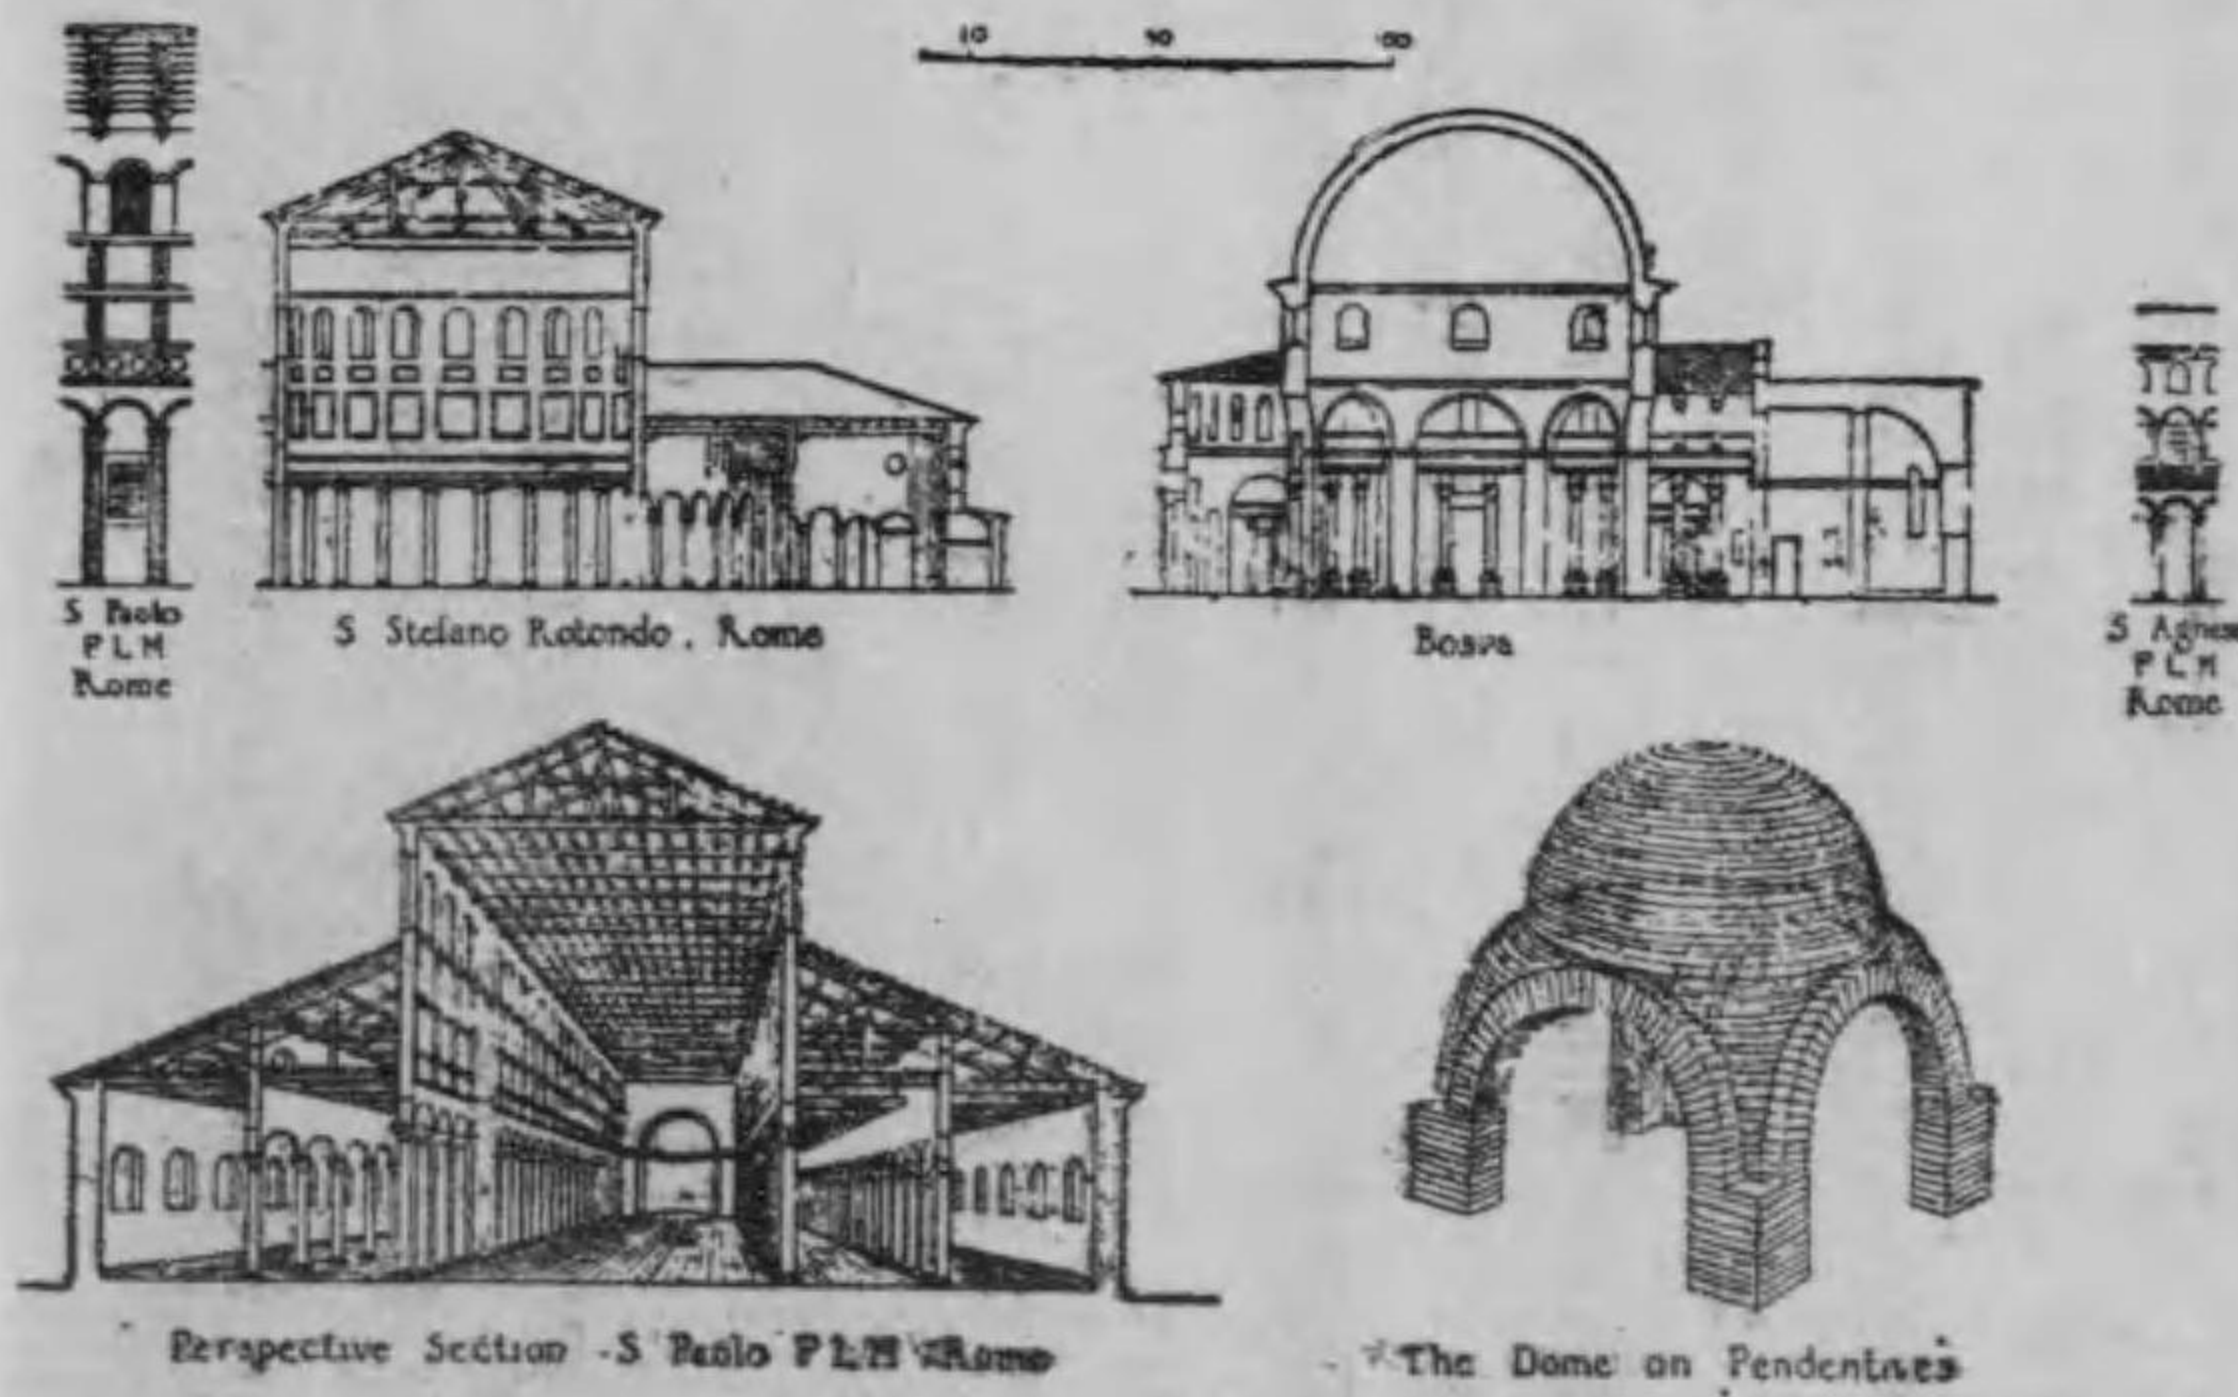 10 50 100
S Paolo
F L M
Rome
S Stefano Rotondo. Rome
Bosra
S Agnese
F L M
Rome
Perspective Section - S Paolo F L M Rome
The Dome on Pendentives